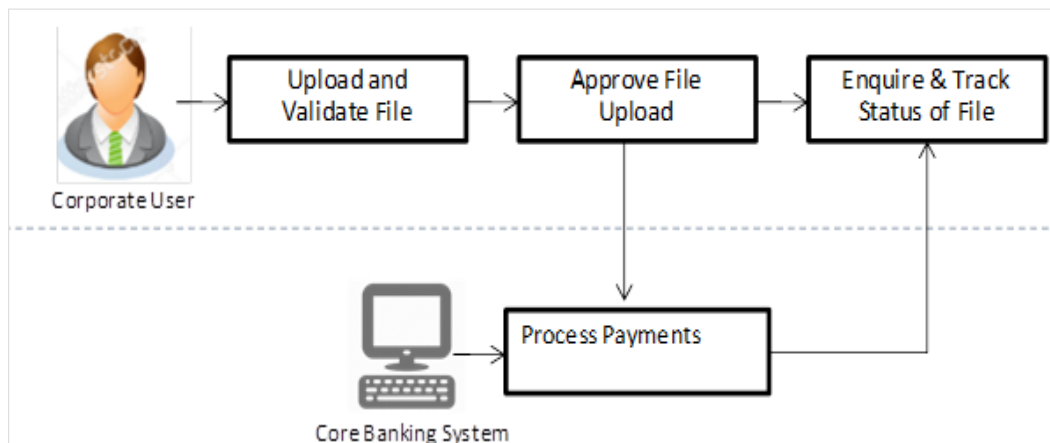 Upload and
Validate File
Approve File
Upload
Enquire & Track
Status of File
Corporate User
Process Payments
Core Banking System